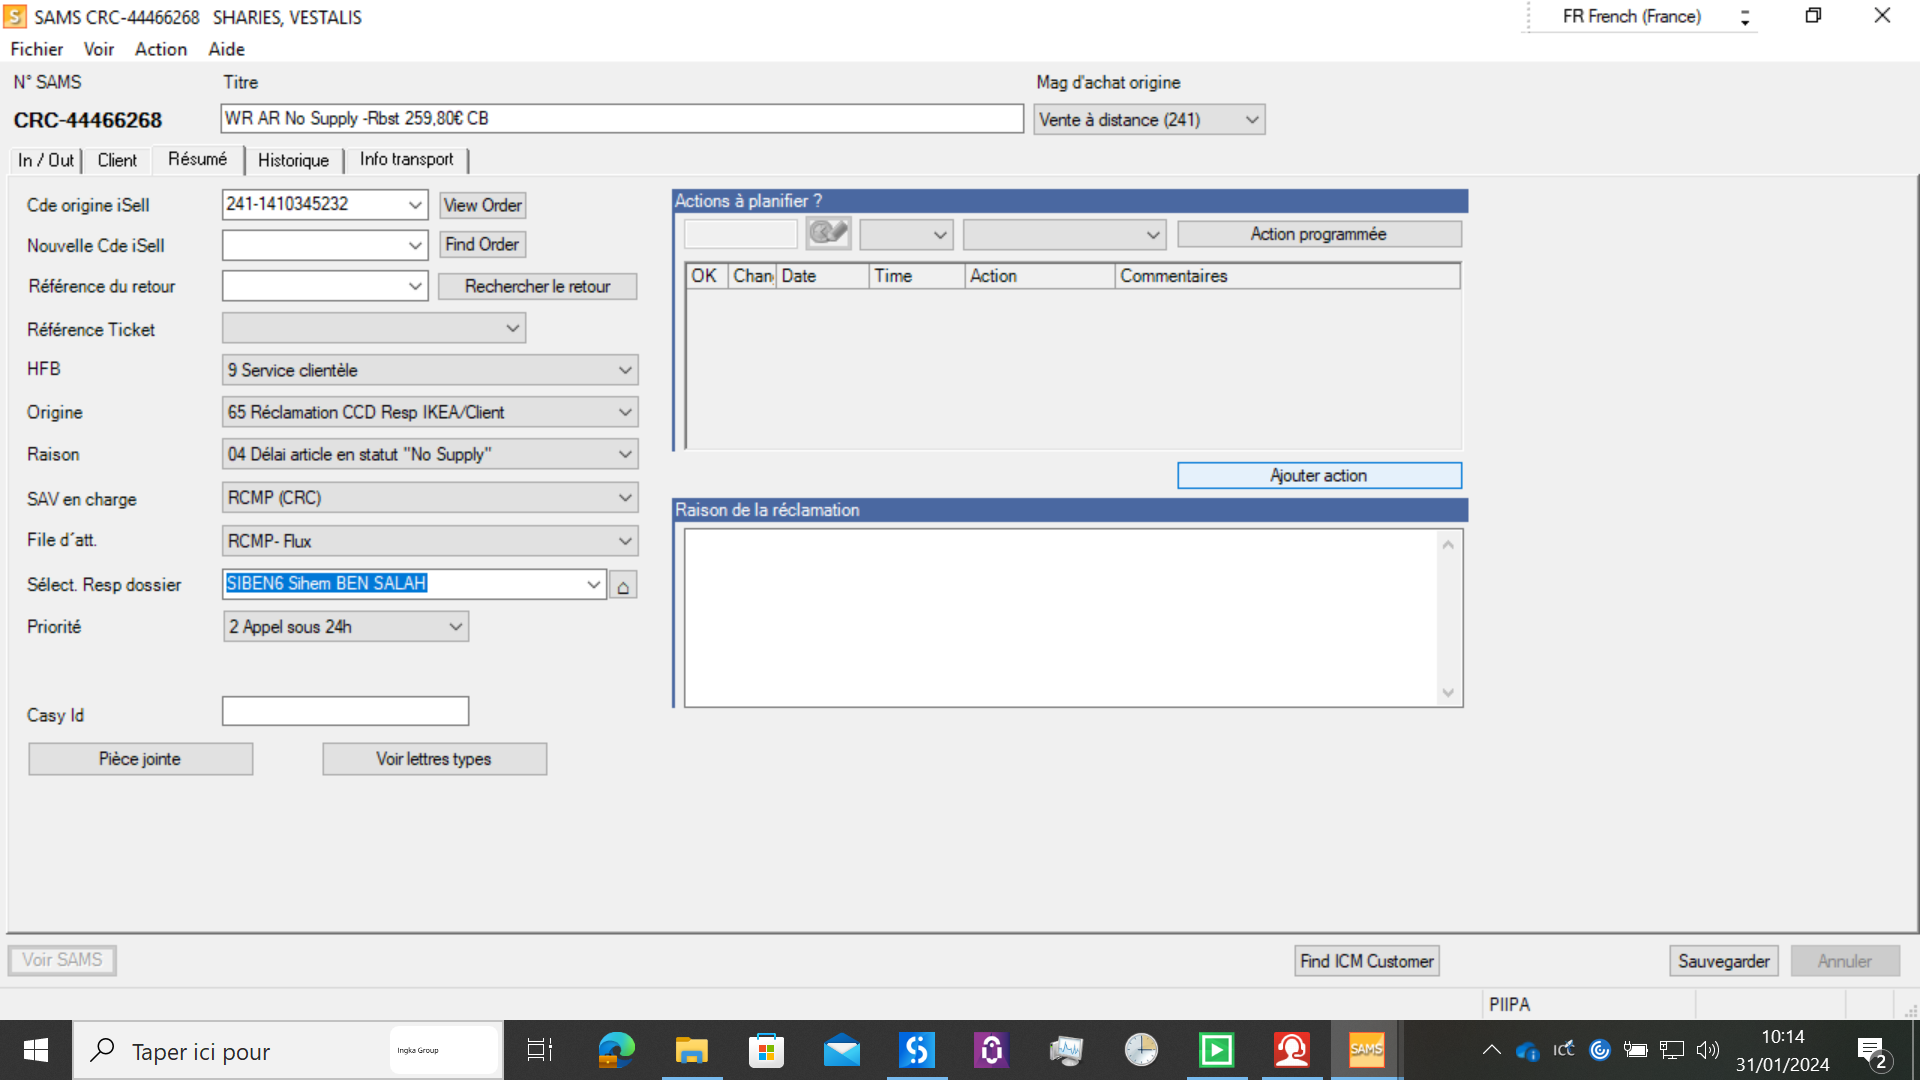 SAMS CRC-44466268 SHARIES, VESTALIS
FR French (France)
Fichier Voir Action Aide
N° SAMS Titre Mag d'achat origine
CRC-44466268 WR AR No Supply -Rbst 259,80€ CB Vente à distance (241)
In / Out Client Résumé Historique Info transport
Cde origine iSell 241-1410345232 View Order
Nouvelle Cde iSell Find Order
Référence du retour Rechercher le retour
Référence Ticket
HFB 9 Service clientèle
Origine 65 Réclamation CCD Resp IKEA/Client
Raison 04 Délai article en statut "No Supply"
SAV en charge RCMP (CRC)
File d´att. RCMP- Flux
Sélect. Resp dossier SIBEN6 Sihem BEN SALAH
Priorité 2 Appel sous 24h
Casy Id
Pièce jointe Voir lettres types
Actions à planifier ?
Action programmée
OK Chan Date Time Action Commentaires
Ajouter action
Raison de la réclamation
Voir SAMS Find ICM Customer Sauvegarder Annuler
PIIPA
Taper ici pour
Ingka Group
SAMS
ICC
10:14
31/01/2024
2